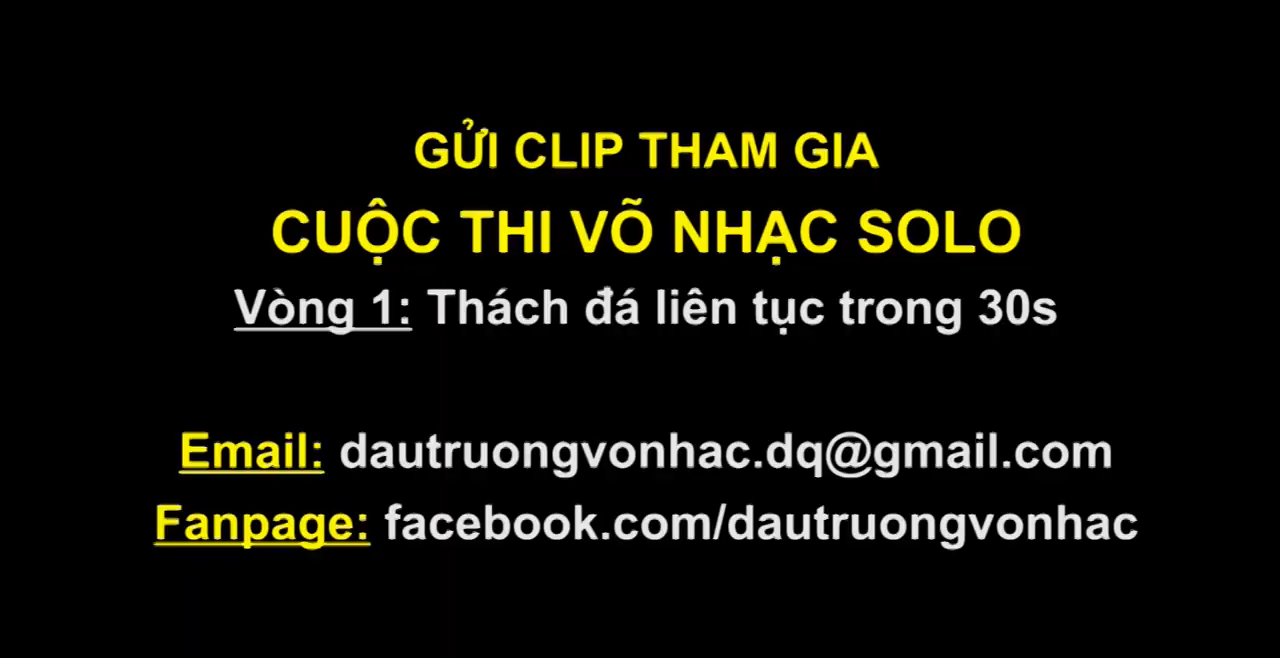 GỬI CLIP THAM GIA
CUỘC THI VÕ NHẠC SOLO
Vòng 1: Thách đá liên tục trong 30s
Email: dautruongvonhac.dq@gmail.com
Fanpage: facebook.com/dautruongvonhac